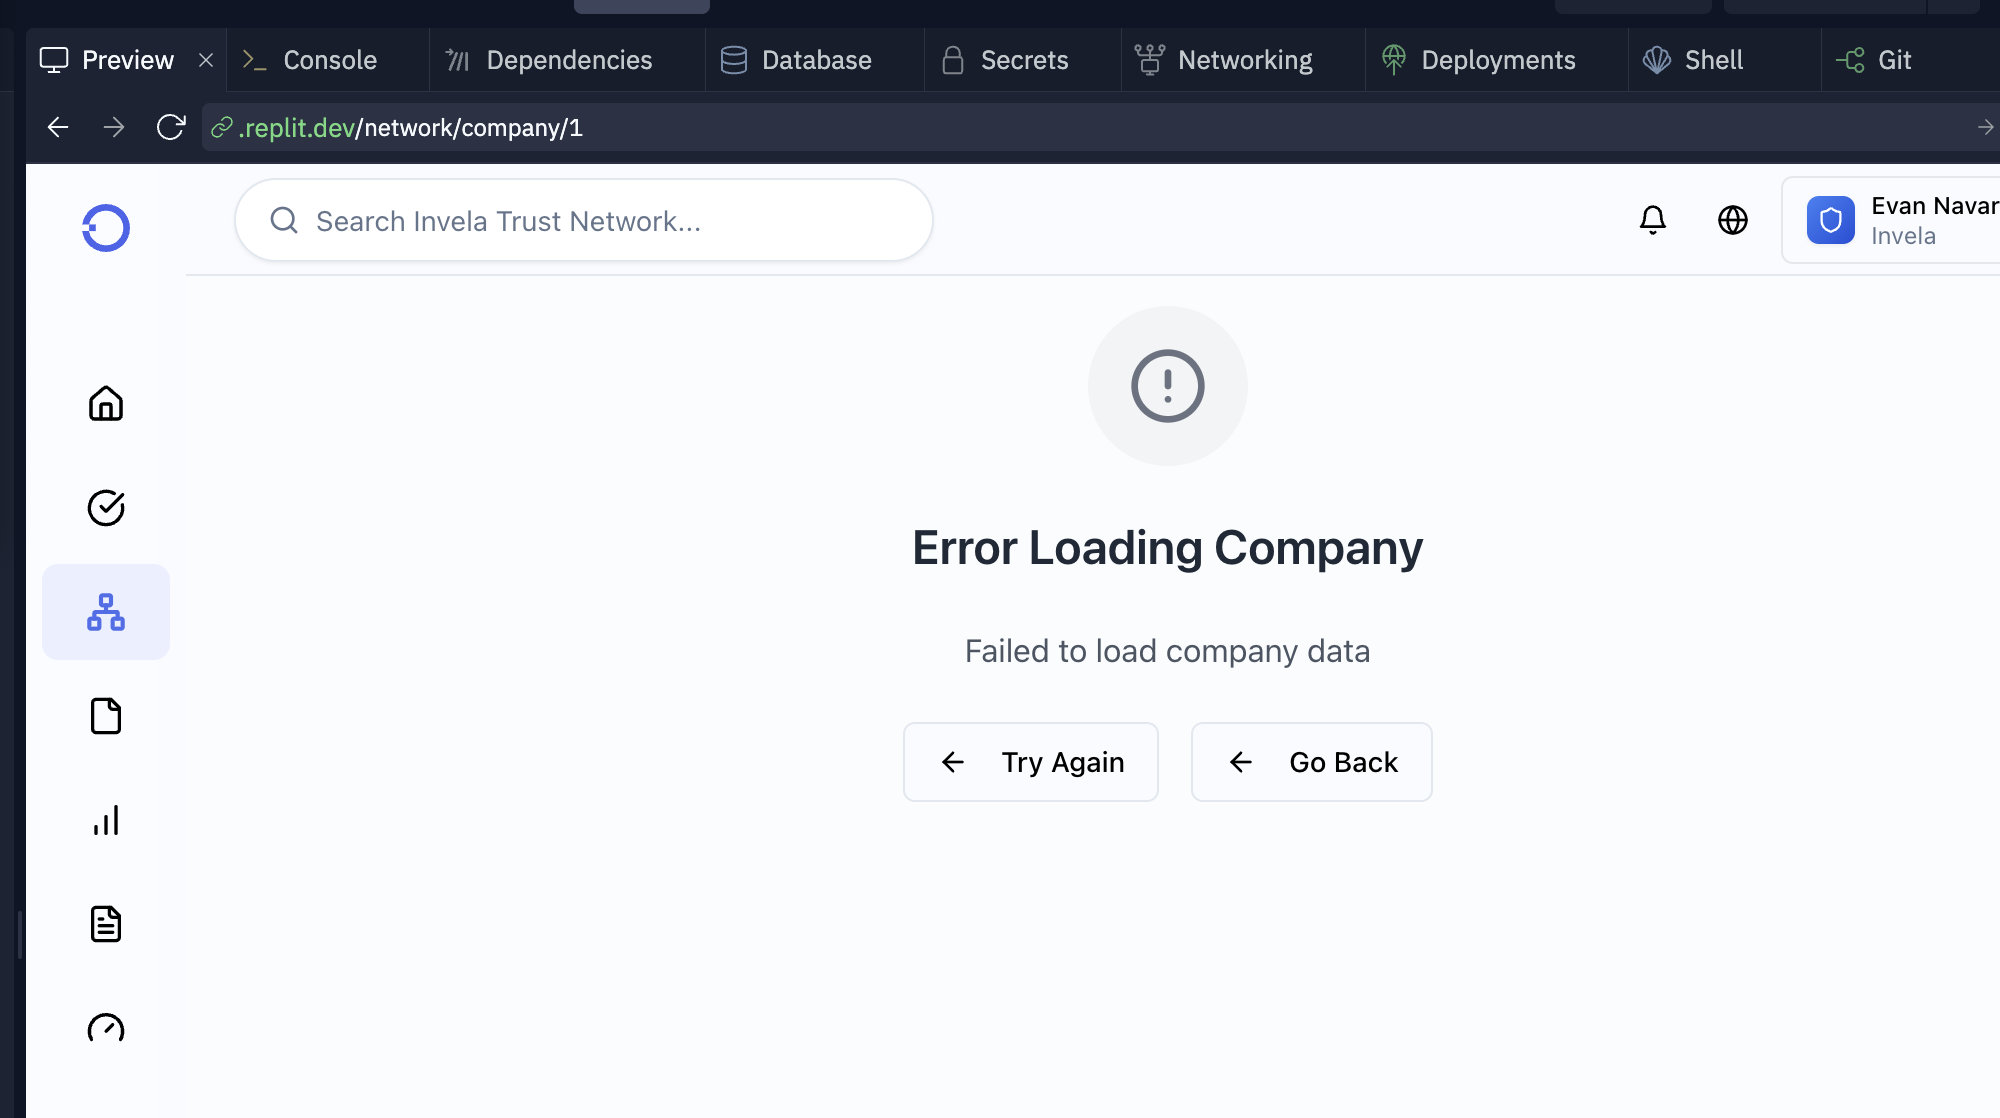 Preview
Console
Dependencies
Database
Secrets
Networking
Deployments
Shell
Git
.replit.dev/network/company/1
Search Invela Trust Network...
Evan Navar
Invela
Error Loading Company
Failed to load company data
Try Again
Go Back